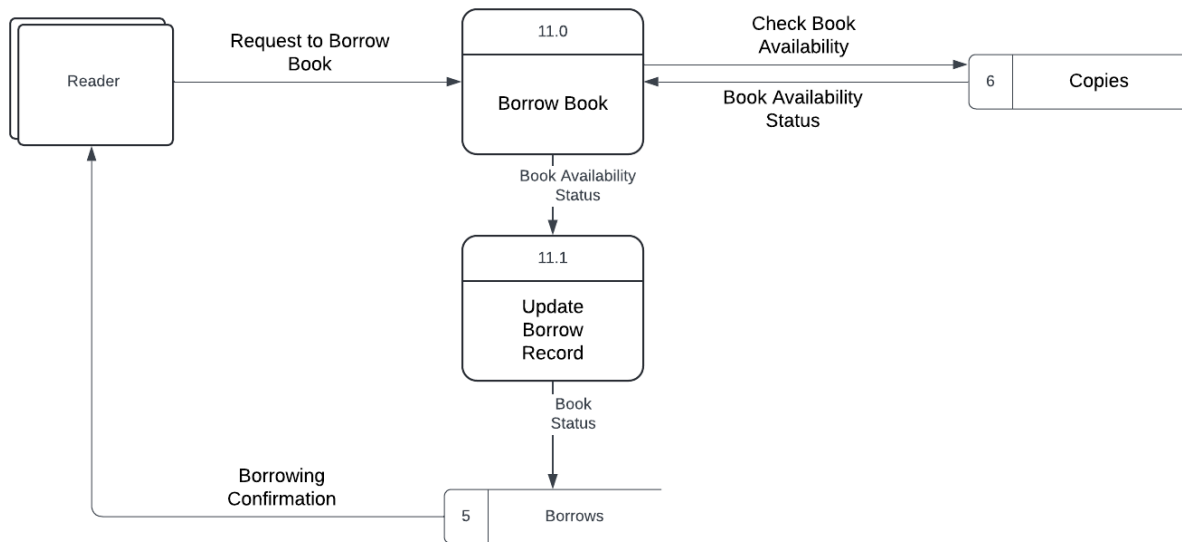 11.0
Request to Borrow
Book
Check Book
Availability
Reader
6
Copies
Borrow Book
Book Availability
Status
Book Availability
Status
11.1
Update
Borrow
Record
Book
Status
Borrowing
Confirmation
5
Borrows